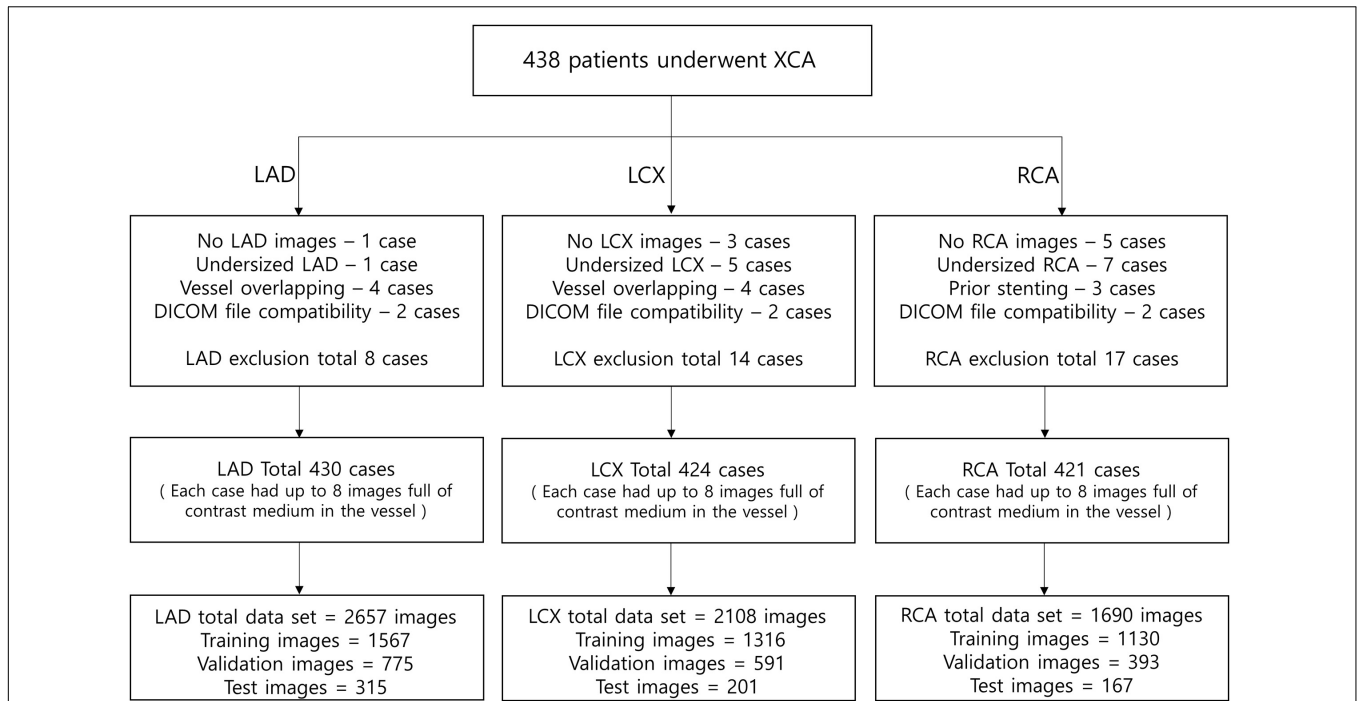 438 patients underwent XCA
LAD
LCX
RCA
No LAD images – 1 case
Undersized LAD – 1 case
Vessel overlapping – 4 cases
DICOM file compatibility – 2 cases
LAD exclusion total 8 cases
No LCX images – 3 cases
Undersized LCX – 5 cases
Vessel overlapping – 4 cases
DICOM file compatibility – 2 cases
LCX exclusion total 14 cases
No RCA images – 5 cases
Undersized RCA – 7 cases
Prior stenting – 3 cases
DICOM file compatibility – 2 cases
RCA exclusion total 17 cases
LAD Total 430 cases
( Each case had up to 8 images full of
contrast medium in the vessel )
LCX Total 424 cases
( Each case had up to 8 images full of
contrast medium in the vessel )
RCA Total 421 cases
( Each case had up to 8 images full of
contrast medium in the vessel )
LAD total data set = 2657 images
Training images = 1567
Validation images = 775
Test images = 315
LCX total data set = 2108 images
Training images = 1316
Validation images = 591
Test images = 201
RCA total data set = 1690 images
Training images = 1130
Validation images = 393
Test images = 167